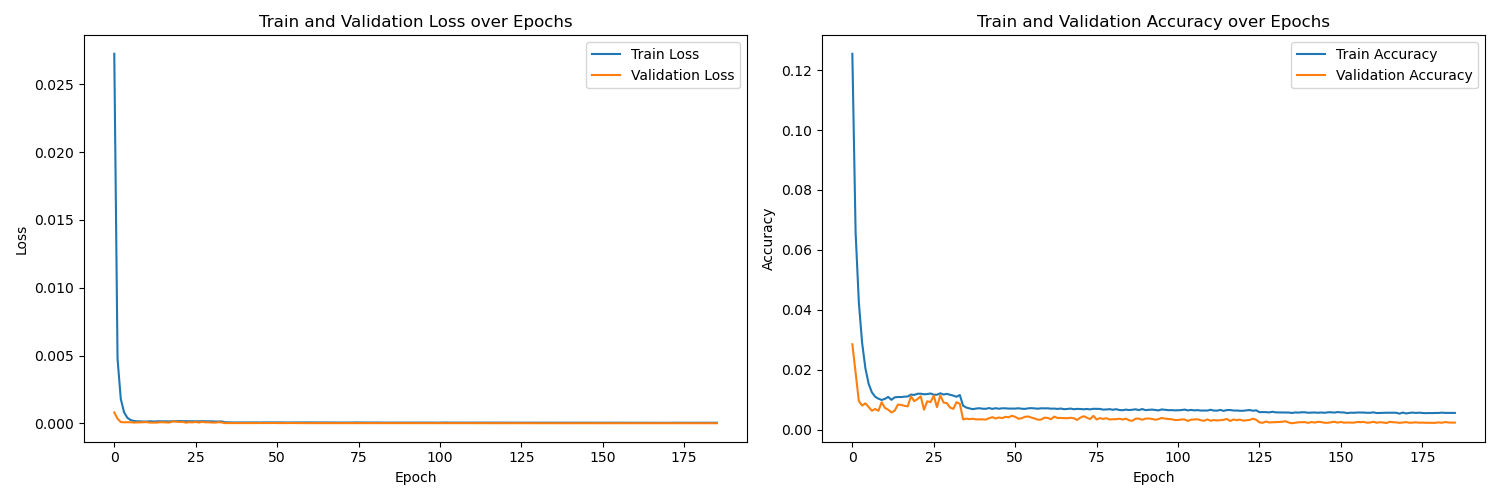 Train and Validation Loss over Epochs
Train Loss
Validation Loss
0.025
0.020
0.015
0.010
0.005
0.000
Loss
0
25
50
75
100
125
150
175
Epoch
Train and Validation Accuracy over Epochs
Train Accuracy
Validation Accuracy
0.12
0.10
0.08
0.06
0.04
0.02
0.00
Accuracy
0
25
50
75
100
125
150
175
Epoch